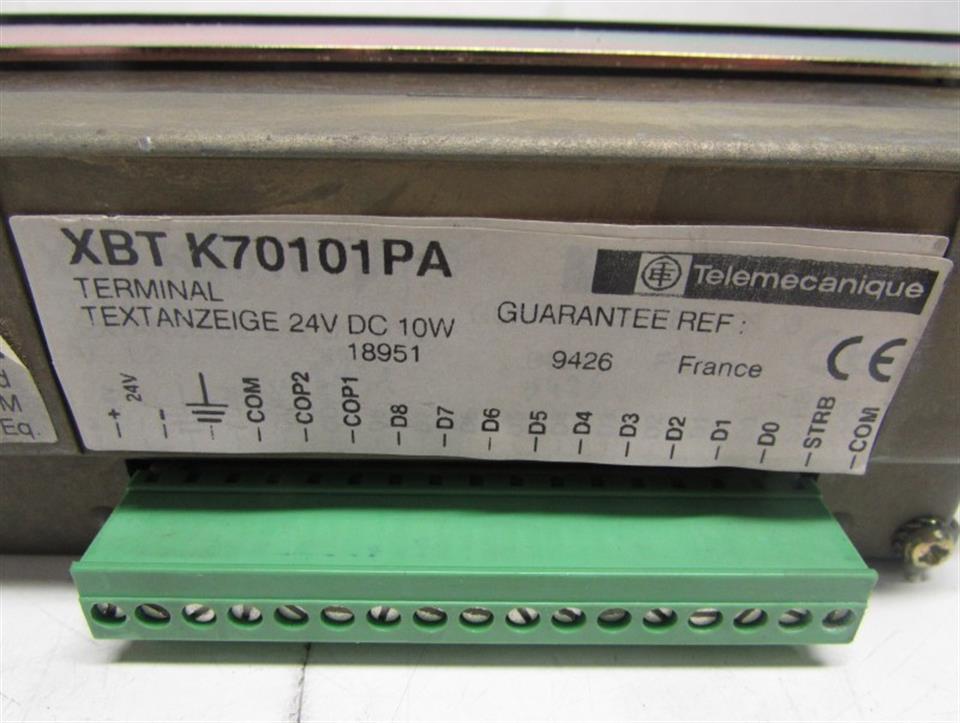 XBT K70101PA
TERMINAL
TEXTANZEIGE 24V DC 10W
18951
Telemecanique
GUARANTEE REF :
9426 France
CE
+ 24V
--
COM
COP2
COP1
D8
D7
D6
D5
D4
D3
D2
D1
D0
STRB
COM
d
M
Eq.